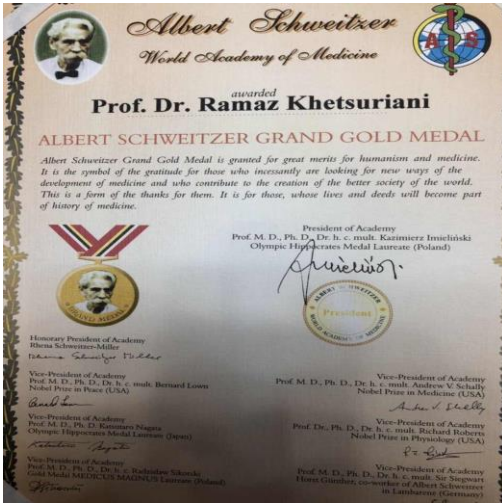 Albert Schweitzer
World Academy of Medicine
A S
awarded
Prof. Dr. Ramaz Khetsuriani
ALBERT SCHWEITZER GRAND GOLD MEDAL
Albert Schweitzer Grand Gold Medal is granted for great merits for humanism and medicine.
It is the symbol of the gratitude for those who incessantly are looking for new ways of the
development of medicine and who contribute to the creation of the better society of the world.
This is a form of the thanks for them. It is for those, whose lives and deeds will become part
of history of medicine.
President of Academy
Prof. M. D., Ph. D., Dr. h. c. mult. Kazimierz Imieliński
Olympic Hippocrates Medal Laureate (Poland)
ALBERT SCHWEITZER
President
WORLD ACADEMY OF MEDICINE
GRAND MEDAL
Honorary President of Academy
Rhena Schweitzer-Miller
Rhena Schweitzer Miller
Vice-President of Academy
Prof. M. D., Ph. D., Dr. h. c. mult. Bernard Lown
Nobel Prize in Peace (USA)
Vice-President of Academy
Prof. M. D., Ph. D. Katsutaro Nagata
Olympic Hippocrates Medal Laureate (Japan)
Vice-President of Academy
Prof. M. D., Ph. D., Dr. h. c. Radzisław Sikorski
Gold Medal MEDICUS MAGNUS Laureate (Poland)
Vice-President of Academy
Prof. M. D., Ph. D., Dr. h. c. mult. Andrew V. Schally
Nobel Prize in Medicine (USA)
Vice-President of Academy
Prof. Dr., Ph. D., Dr. h. c. mult. Richard Roberts
Nobel Prize in Physiology (USA)
Vice-President of Academy
Prof. M. D., Ph. D., Dr. h. c. mult. Sir Siegwart
Horst Günther, co-worker of Albert Schweitzer
in Lambarene (Germany)